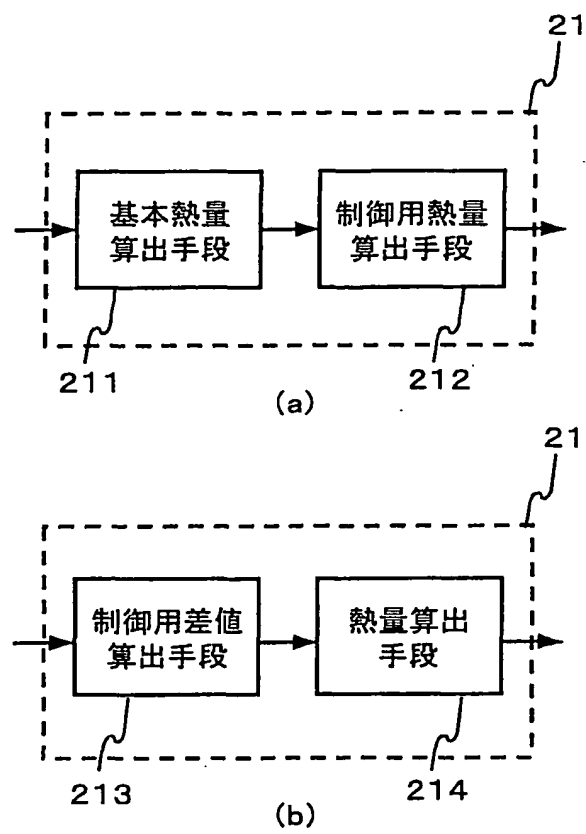 21
基本熱量
算出手段
制御用熱量
算出手段
211
212
(a)
21
制御用差値
算出手段
熱量算出
手段
213
214
(b)